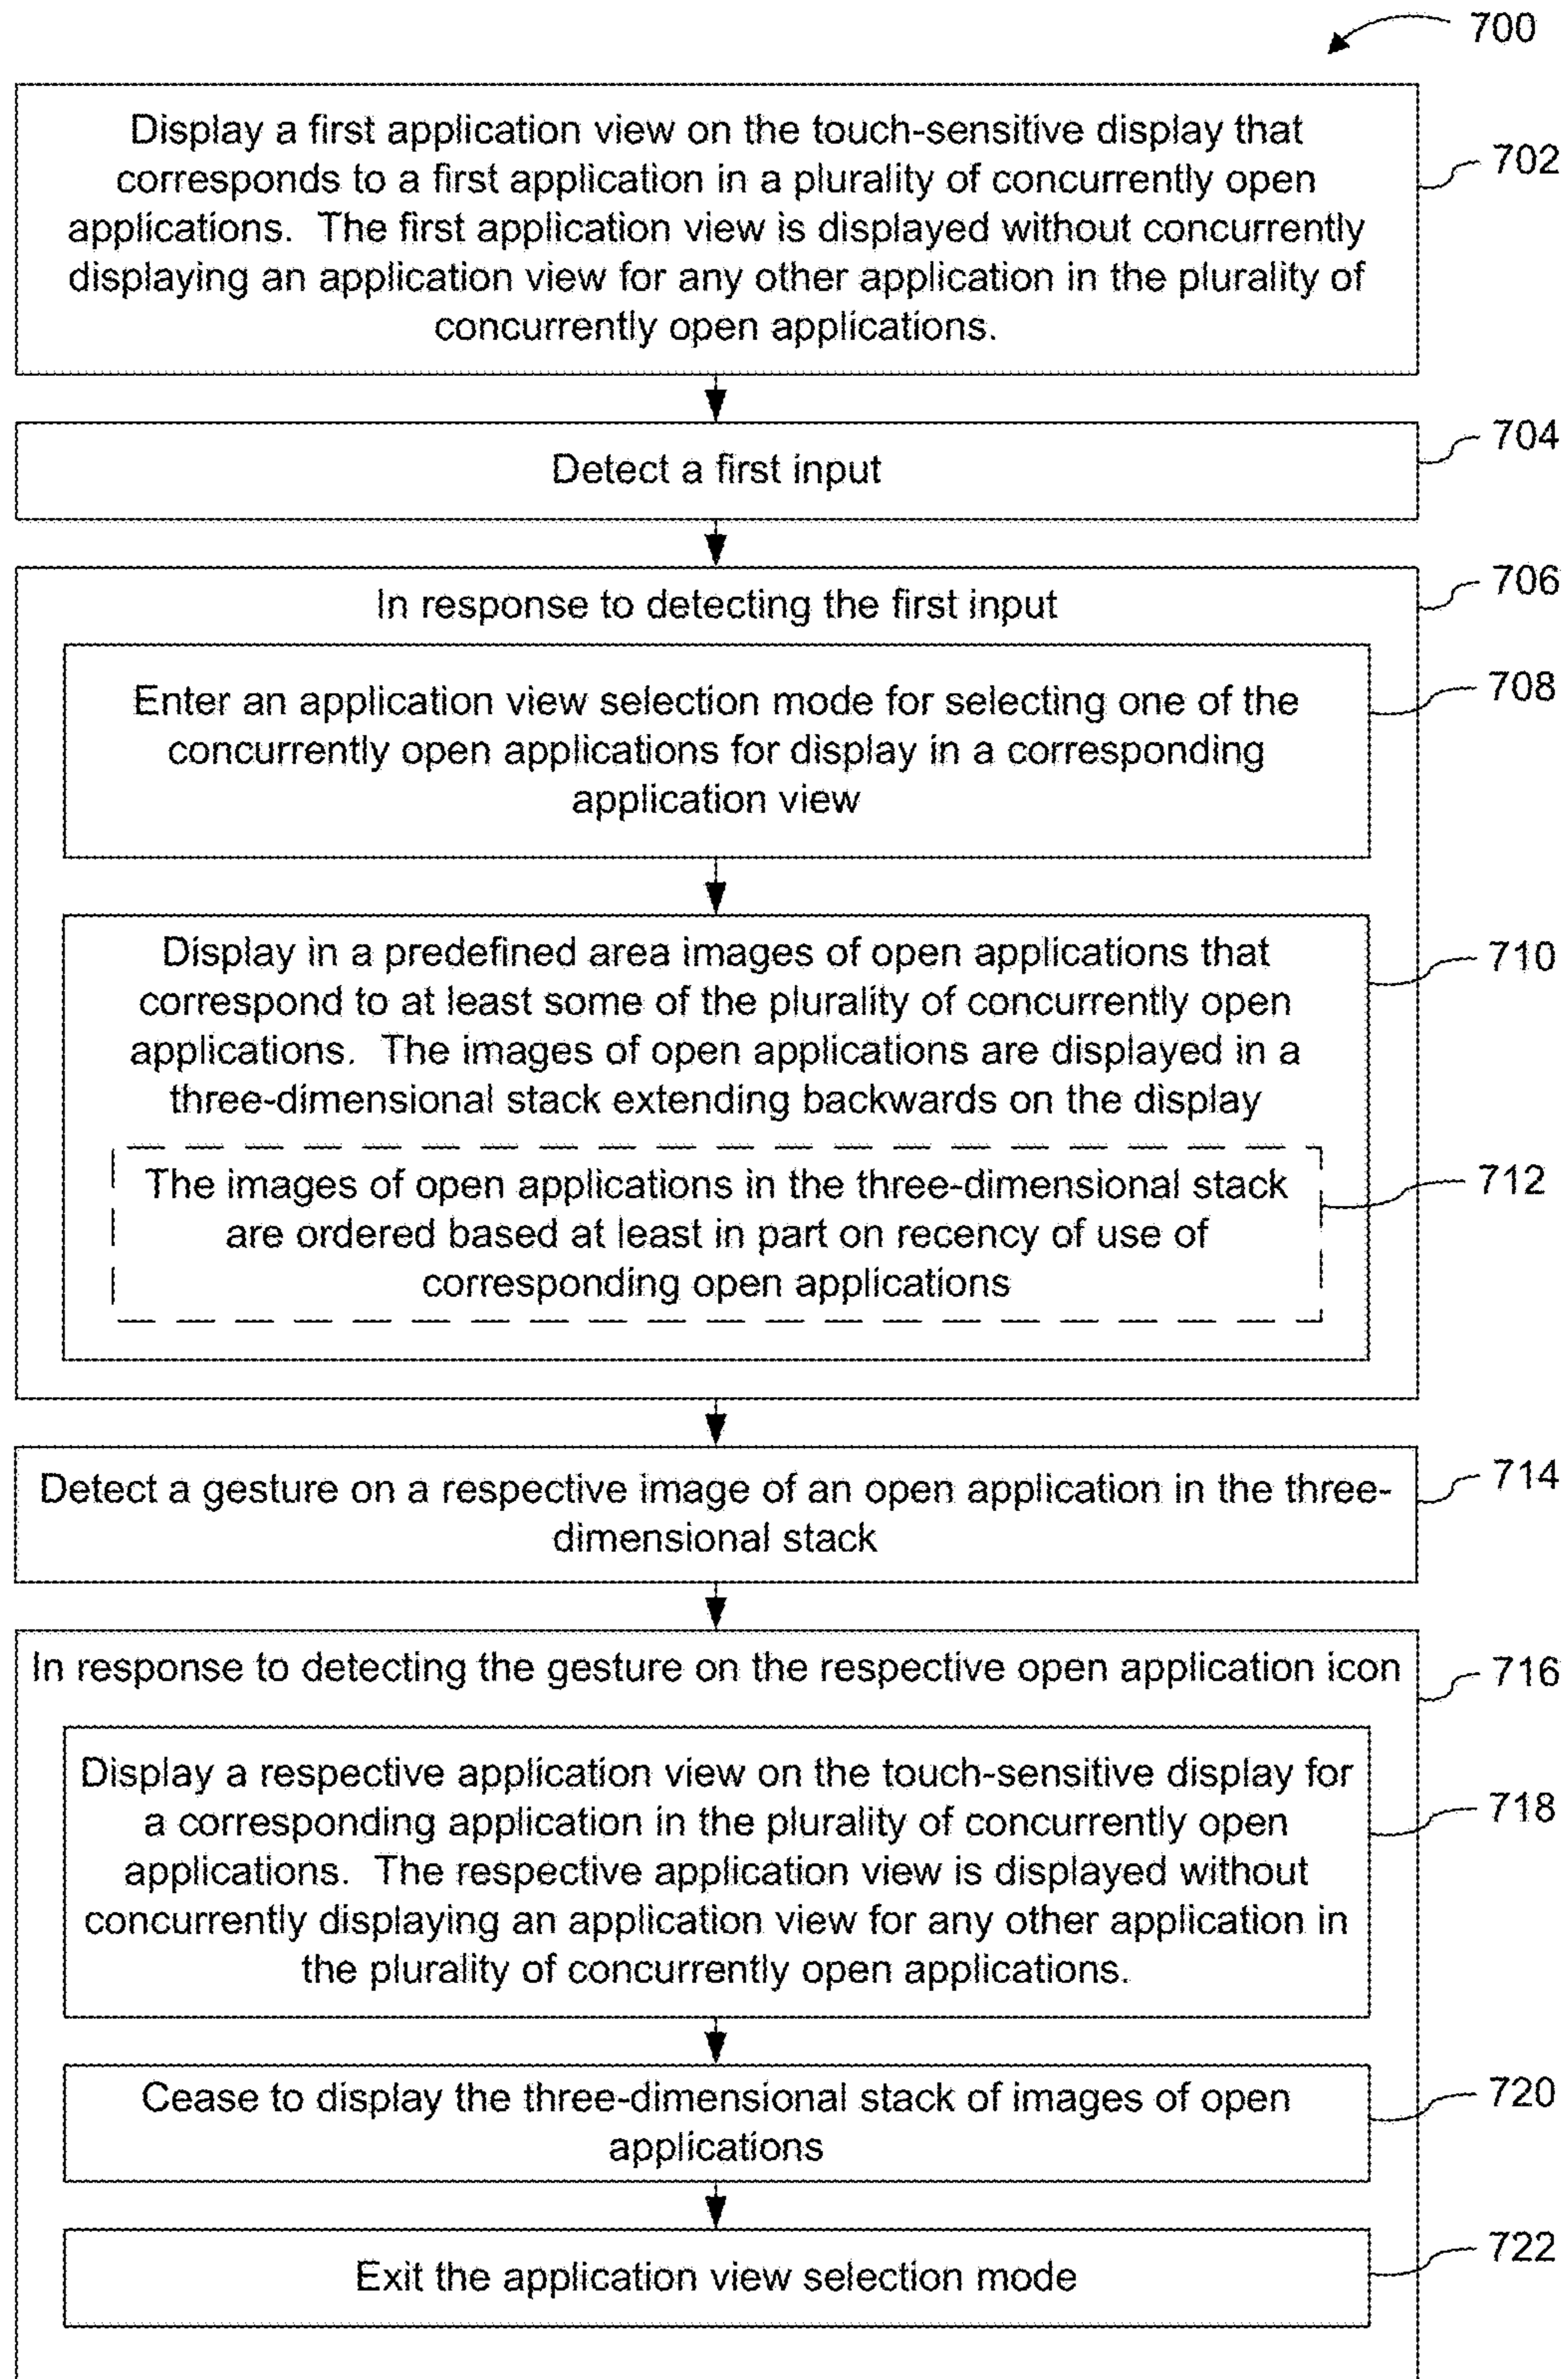 700
Display a first application view on the touch-sensitive display that
corresponds to a first application in a plurality of concurrently open
applications. The first application view is displayed without concurrently
displaying an application view for any other application in the plurality of
concurrently open applications.
702
Detect a first input
704
In response to detecting the first input
706
Enter an application view selection mode for selecting one of the
concurrently open applications for display in a corresponding
application view
708
Display in a predefined area images of open applications that
correspond to at least some of the plurality of concurrently open
applications. The images of open applications are displayed in a
three-dimensional stack extending backwards on the display
710
The images of open applications in the three-dimensional stack
are ordered based at least in part on recency of use of
corresponding open applications
712
Detect a gesture on a respective image of an open application in the three-
dimensional stack
714
In response to detecting the gesture on the respective open application icon
716
Display a respective application view on the touch-sensitive display for
a corresponding application in the plurality of concurrently open
applications. The respective application view is displayed without
concurrently displaying an application view for any other application in
the plurality of concurrently open applications.
718
Cease to display the three-dimensional stack of images of open
applications
720
Exit the application view selection mode
722